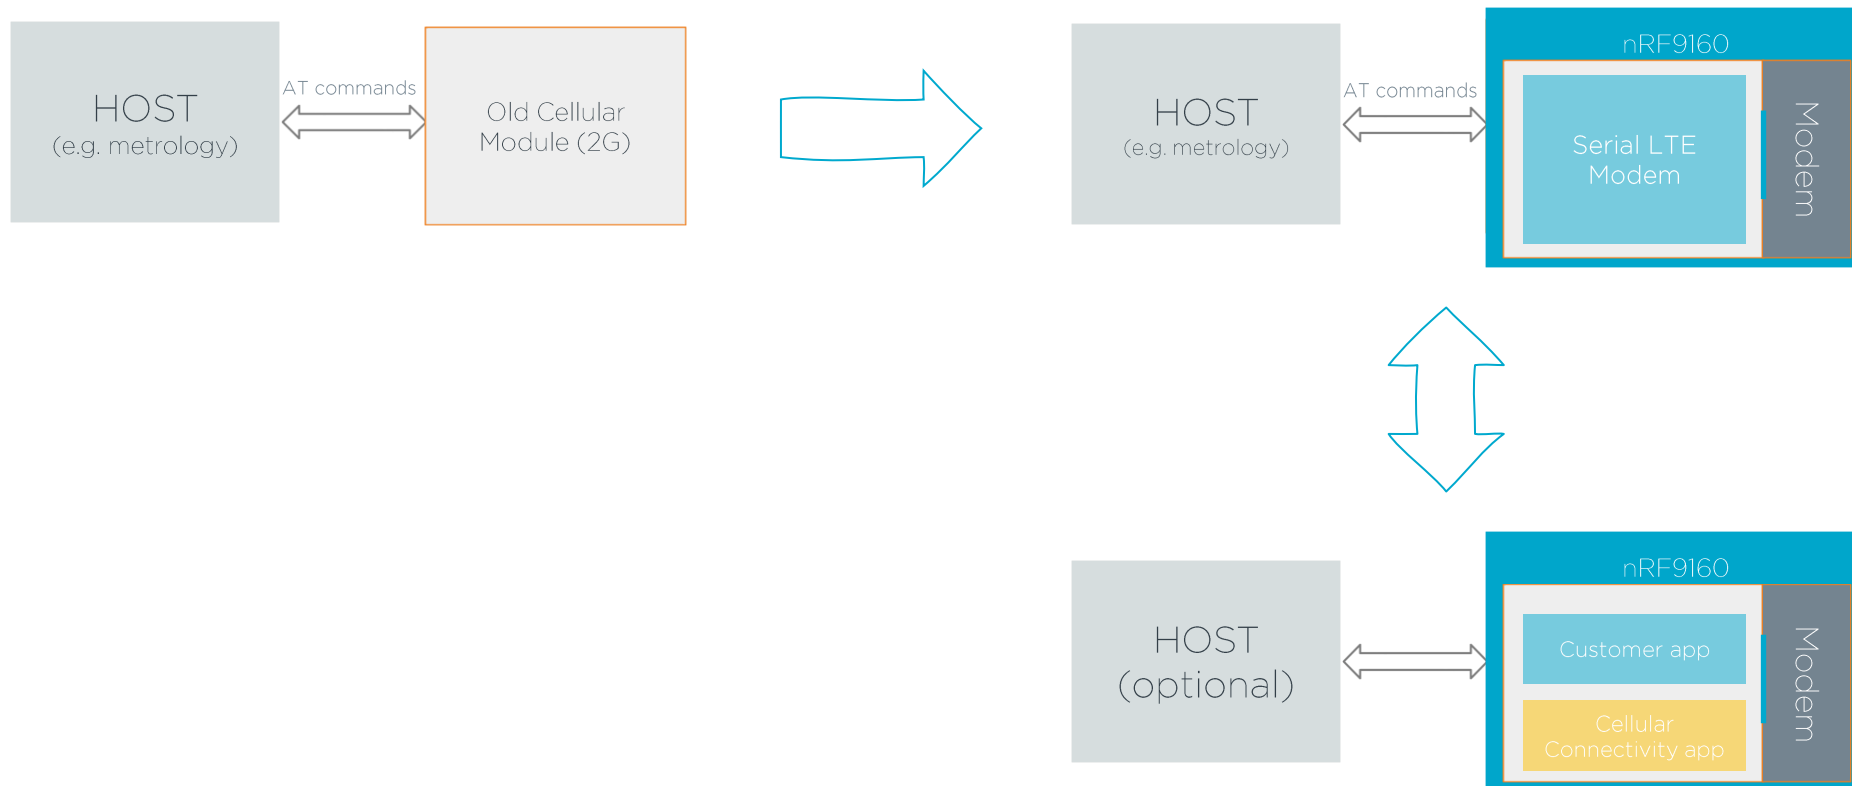 HOST
(e.g. metrology)
AT commands
Old Cellular
Module (2G)
HOST
(e.g. metrology)
AT commands
nRF9160
Serial LTE
Modem
Modem
HOST
(optional)
nRF9160
Customer app
Cellular
Connectivity app
Modem